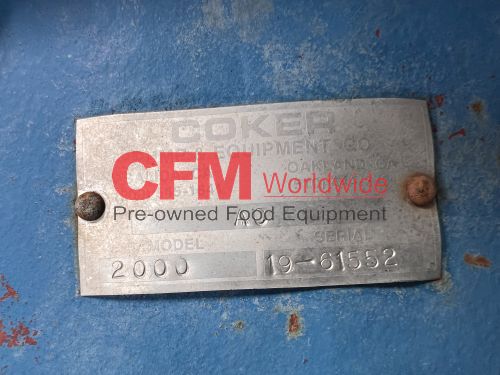 COKER
& EQUIPMENT CO
OAKLAND, CA
CFM Worldwide
Pre-owned Food Equipment
MODEL SERIAL
2000 19-61552